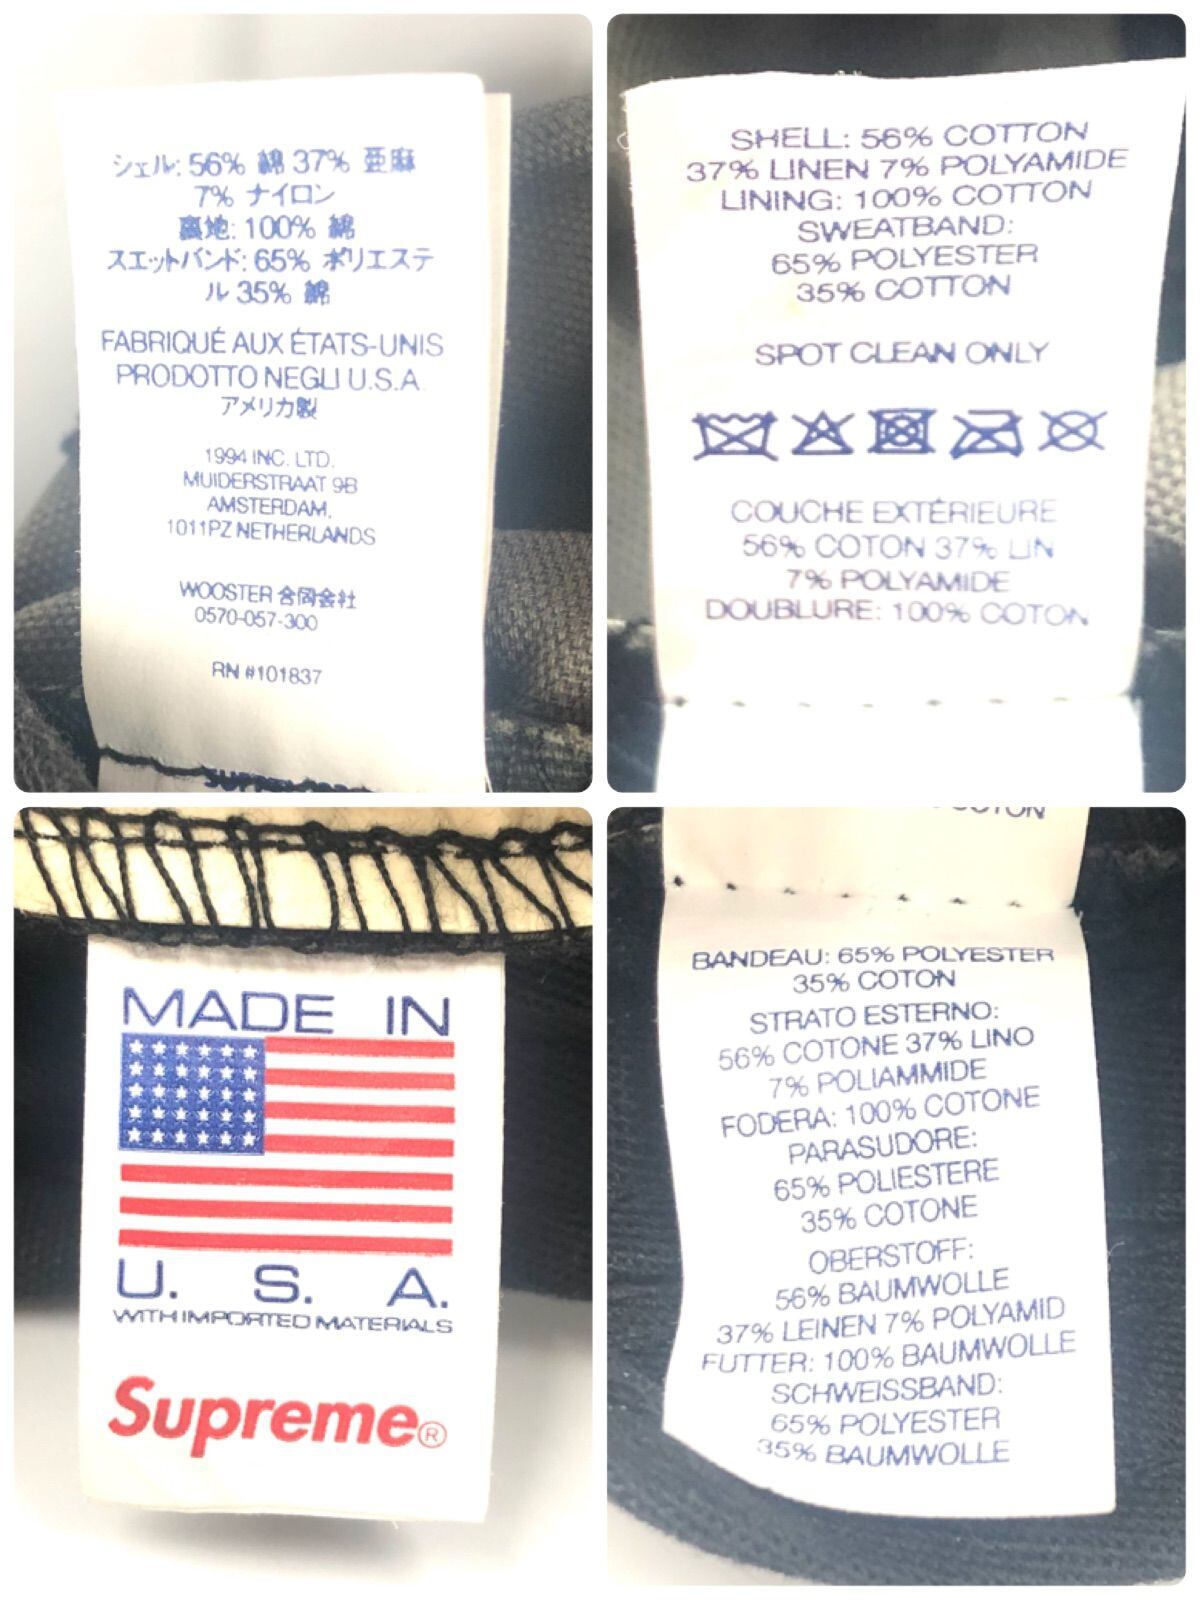 シェル: 56% 綿 37% 亜麻
7% ナイロン
裏地: 100% 綿
スエットバンド: 65% ポリエステ
ル 35% 綿
FABRIQUÉ AUX ÉTATS-UNIS
PRODOTTO NEGLI U.S.A.
アメリカ製
1994 INC. LTD.
MUIDERSTRAAT 9B
AMSTERDAM,
1011PZ NETHERLANDS
WOOSTER 合同会社
0570-057-300
RN #101837
SHELL: 56% COTTON
37% LINEN 7% POLYAMIDE
LINING: 100% COTTON
SWEATBAND:
65% POLYESTER
35% COTTON
SPOT CLEAN ONLY
COUCHE EXTÉRIEURE
56% COTON 37% LIN
7% POLYAMIDE
DOUBLURE: 100% COTON
MADE IN
U. S. A.
WITH IMPORTED MATERIALS
Supreme®
COTON
BANDEAU: 65% POLYESTER
35% COTON
STRATO ESTERNO:
56% COTONE 37% LINO
7% POLIAMMIDE
FODERA: 100% COTONE
PARASUDORE:
65% POLIESTERE
35% COTONE
OBERSTOFF:
56% BAUMWOLLE
37% LEINEN 7% POLYAMID
FUTTER: 100% BAUMWOLLE
SCHWEISSBAND:
65% POLYESTER
35% BAUMWOLLE